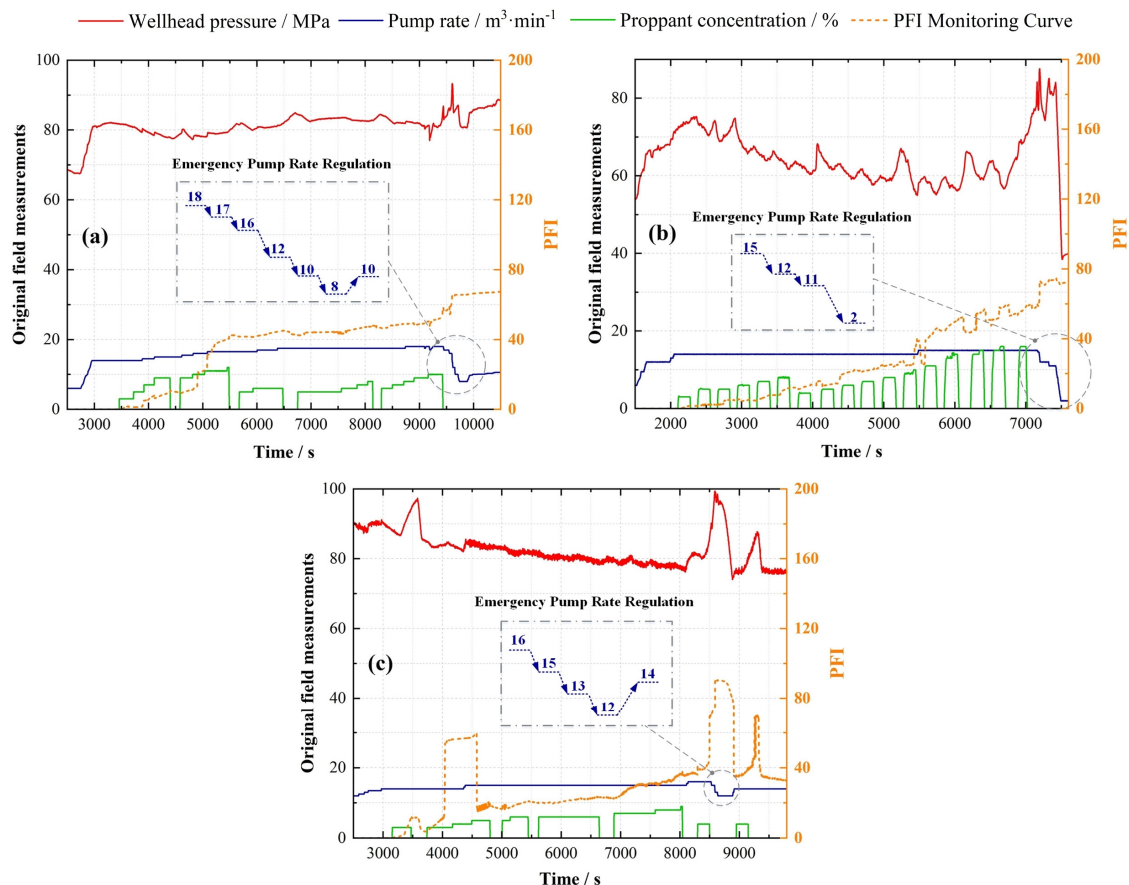 Wellhead pressure / MPa Pump rate / m³·min⁻¹ Proppant concentration / % PFI Monitoring Curve
Original field measurements
100
80
60
40
20
0
Emergency Pump Rate Regulation
18
17
16
12
10
8
10
(a)
200
160
120
80
40
0
PFI
3000 4000 5000 6000 7000 8000 9000 10000
Time / s
Original field measurements
80
60
40
20
0
Emergency Pump Rate Regulation
15
12
11
2
(b)
200
160
120
80
40
0
PFI
2000 3000 4000 5000 6000 7000
Time / s
Original field measurements
100
80
60
40
20
0
Emergency Pump Rate Regulation
16
15
13
12
14
(c)
200
160
120
80
40
0
PFI
3000 4000 5000 6000 7000 8000 9000
Time / s